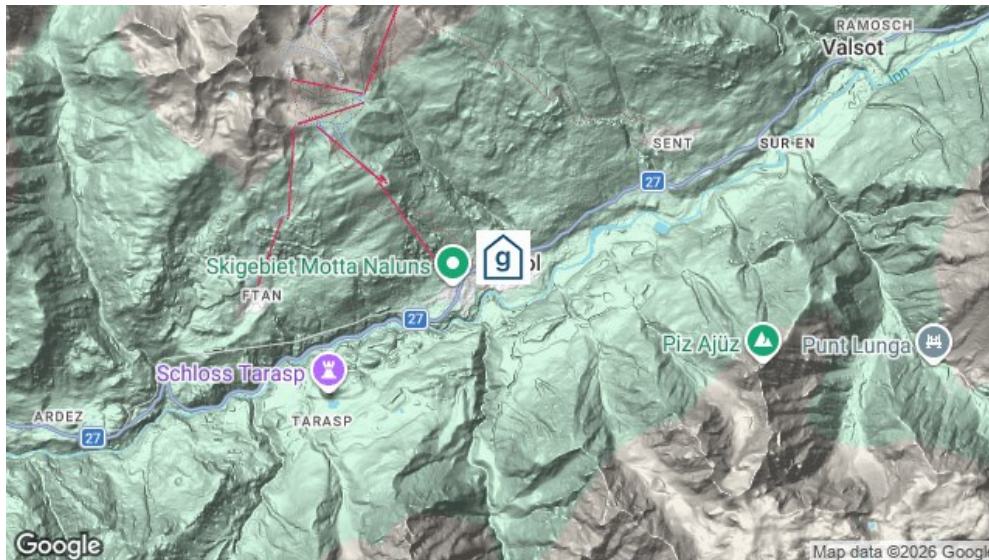 RAMOSCH
Valsot
Inn
SENT
SUR EN
27
Skigebiet Motta Naluns
g
FTAN
27
Piz Ajüz
Punt Lunga
Schloss Tarasp
ARDEZ
TARASP
27
Google
Map data ©2026 Google